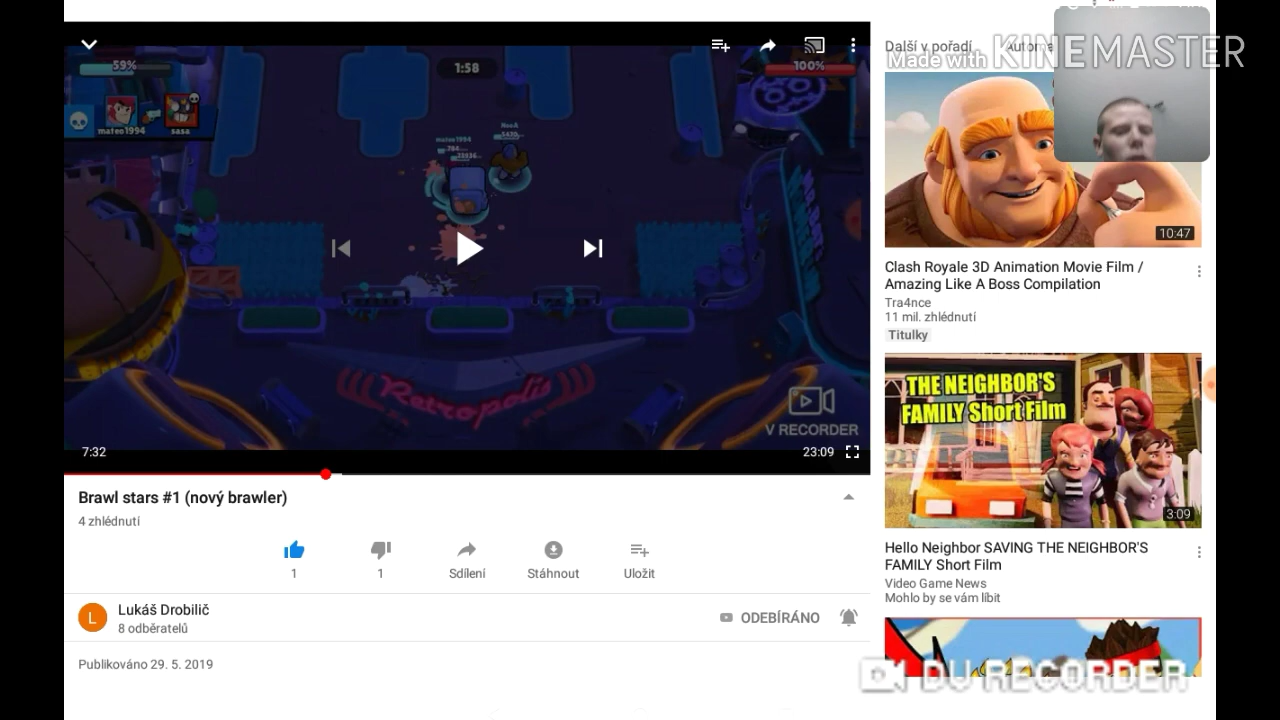 59%
1:58
100%
mateo1994
sasa
mateo1994
Retropolis
V RECORDER
7:32
23:09
Brawl stars #1 (nový brawler)
4 zhlédnutí
1
1
Sdílení
Stáhnout
Uložit
L
Lukáš Drobilič
8 odběratelů
ODEBÍRÁNO
Publikováno 29. 5. 2019
Další v pořadí
Made with KINEMASTER
10:47
Clash Royale 3D Animation Movie Film /
Amazing Like A Boss Compilation
Tra4nce
11 mil. zhlédnutí
Titulky
THE NEIGHBOR'S
FAMILY Short Film
3:09
Hello Neighbor SAVING THE NEIGHBOR'S
FAMILY Short Film
Video Game News
Mohlo by se vám líbit
DU RECORDER